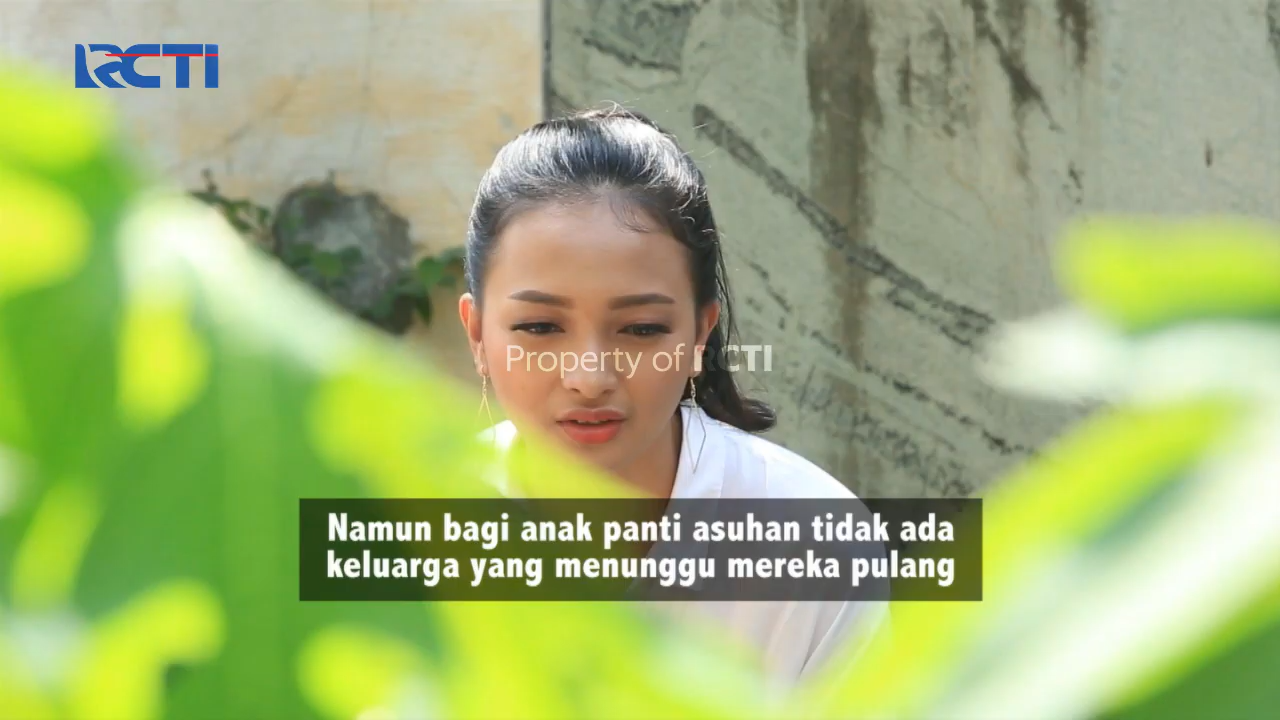 RCTI
Property of RCTI
Namun bagi anak panti asuhan tidak ada
keluarga yang menunggu mereka pulang